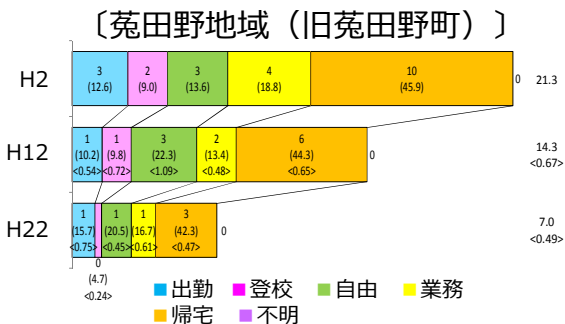 〔菟田野地域（旧菟田野町）〕
H2
3 2 3 4 10 0 21.3
(12.6) (9.0) (13.6) (18.8) (45.9)
H12
1 1 3 2 6 0 14.3
(10.2) (9.8) (22.3) (13.4) (44.3) <0.67>
<0.54> <0.72> <1.09> <0.48> <0.65>
H22
1 1 1 3 0 7.0
(15.7) (20.5) (16.7) (42.3) <0.49>
<0.75> <0.45> <0.61> <0.47>
0
(4.7)
<0.24>
出勤 登校 自由 業務
帰宅 不明